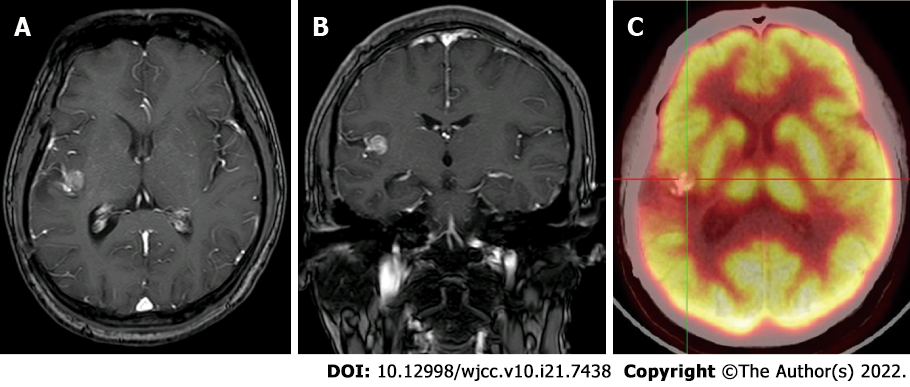 A
B
C
DOI: 10.12998/wjcc.v10.i21.7438 Copyright ©The Author(s) 2022.